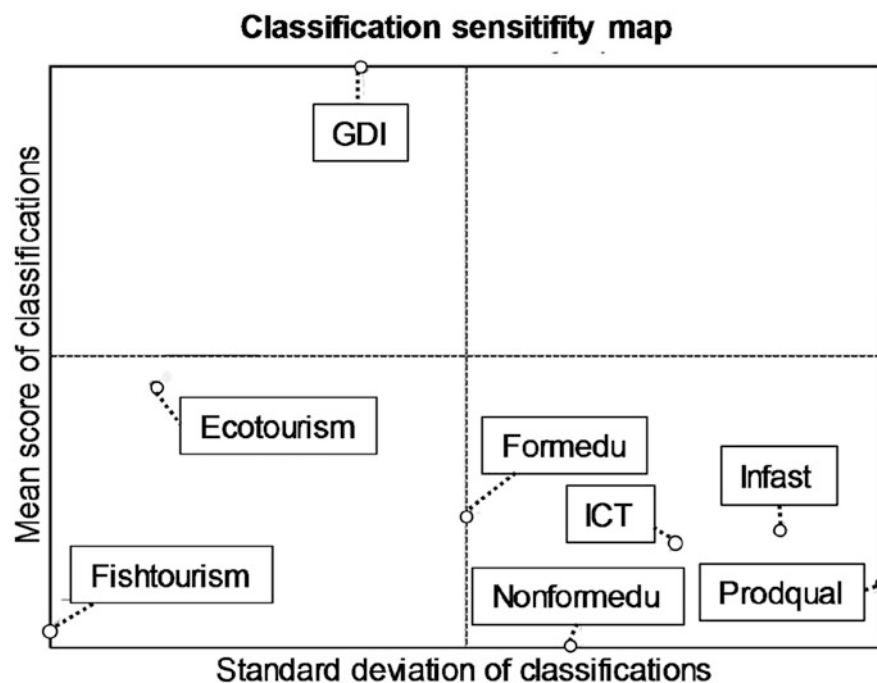 Classification sensitifity map
GDI
Mean score of classifications
Ecotourism
Formedu
Infast
ICT
Fishtourism
Nonformedu
Prodqual
Standard deviation of classifications